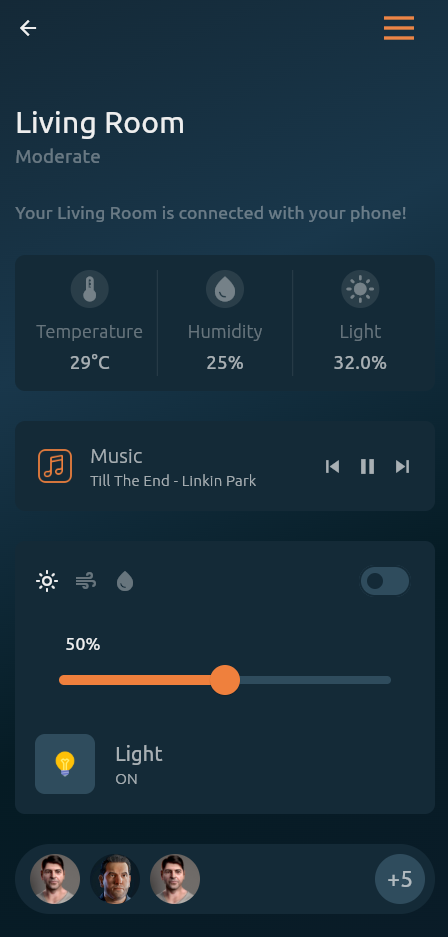 Living Room
Moderate
Your Living Room is connected with your phone!
Temperature Humidity Light
29°C 25% 32.0%
Music
Till The End - Linkin Park
50%
Light
ON
+5